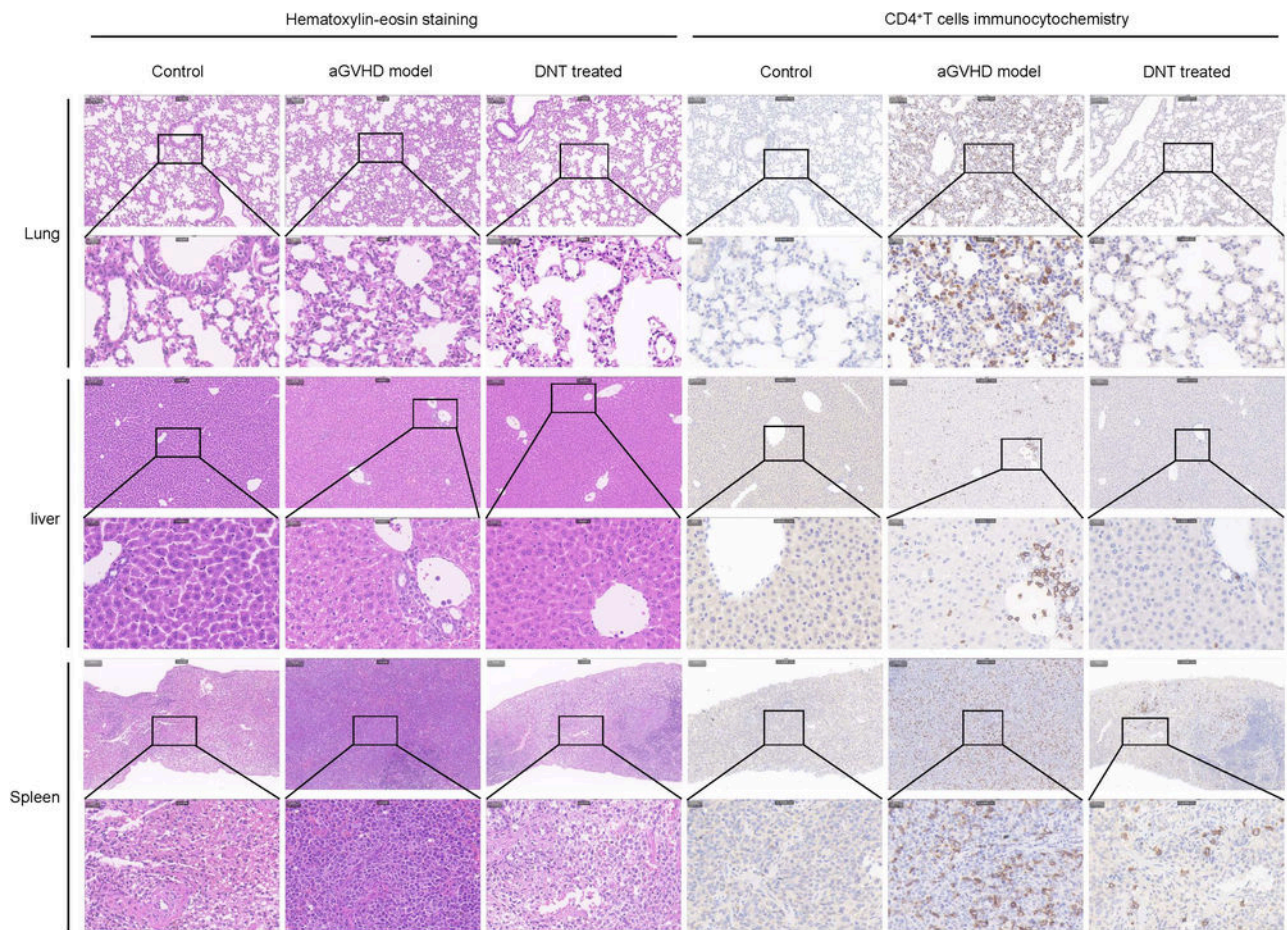 Hematoxylin-eosin staining
CD4⁺T cells immunocytochemistry
Control
aGVHD model
DNT treated
Control
aGVHD model
DNT treated
Lung
liver
Spleen